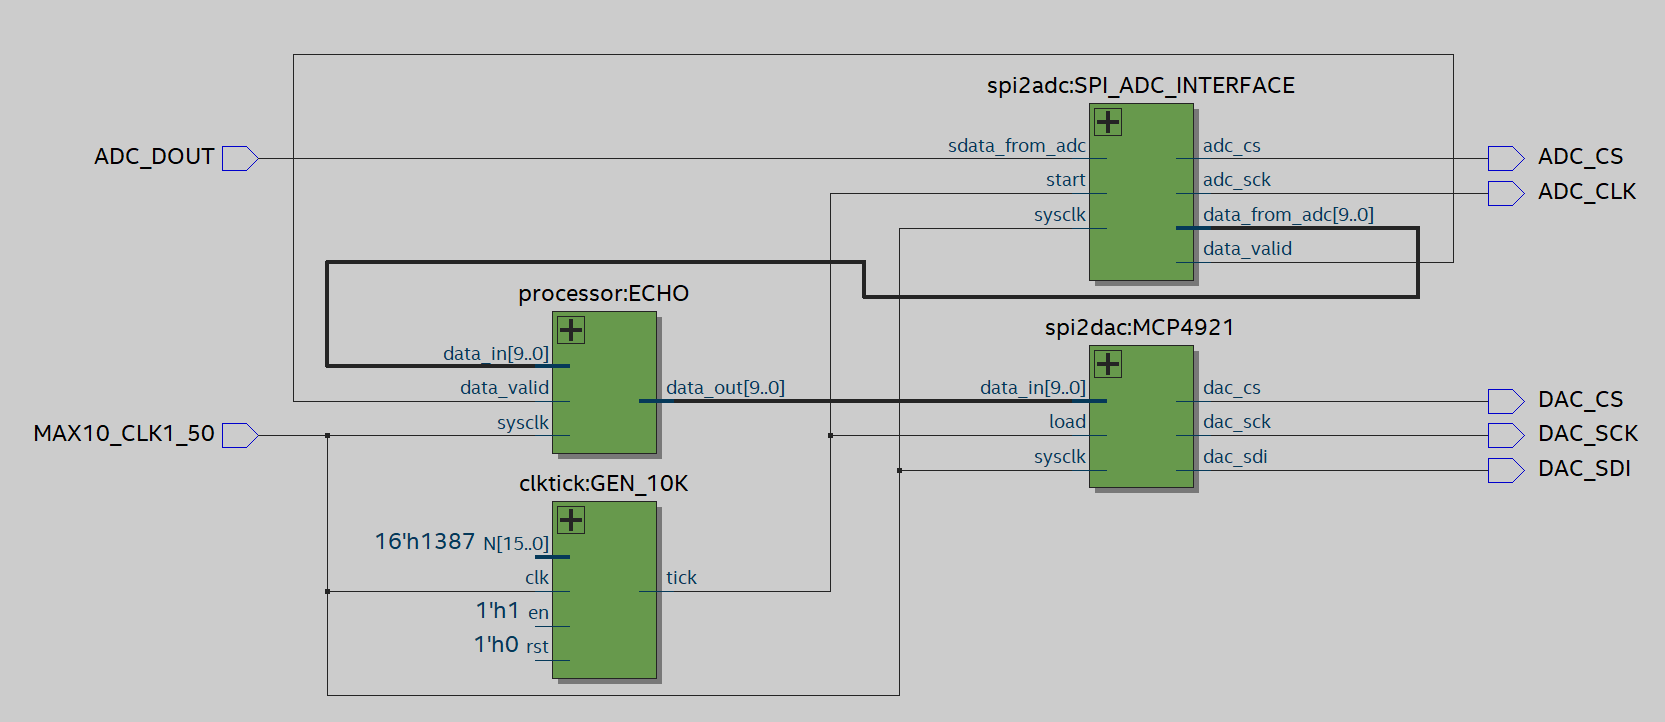 spi2adc:SPI_ADC_INTERFACE
ADC_DOUT
sdata_from_adc
adc_cs
ADC_CS
start
adc_sck
ADC_CLK
sysclk
data_from_adc[9..0]
data_valid
processor:ECHO
spi2dac:MCP4921
data_in[9..0]
data_valid
data_out[9..0]
data_in[9..0]
dac_cs
DAC_CS
MAX10_CLK1_50
sysclk
load
dac_sck
DAC_SCK
sysclk
dac_sdi
DAC_SDI
clktick:GEN_10K
16'h1387 N[15..0]
clk
tick
1'h1 en
1'h0 rst